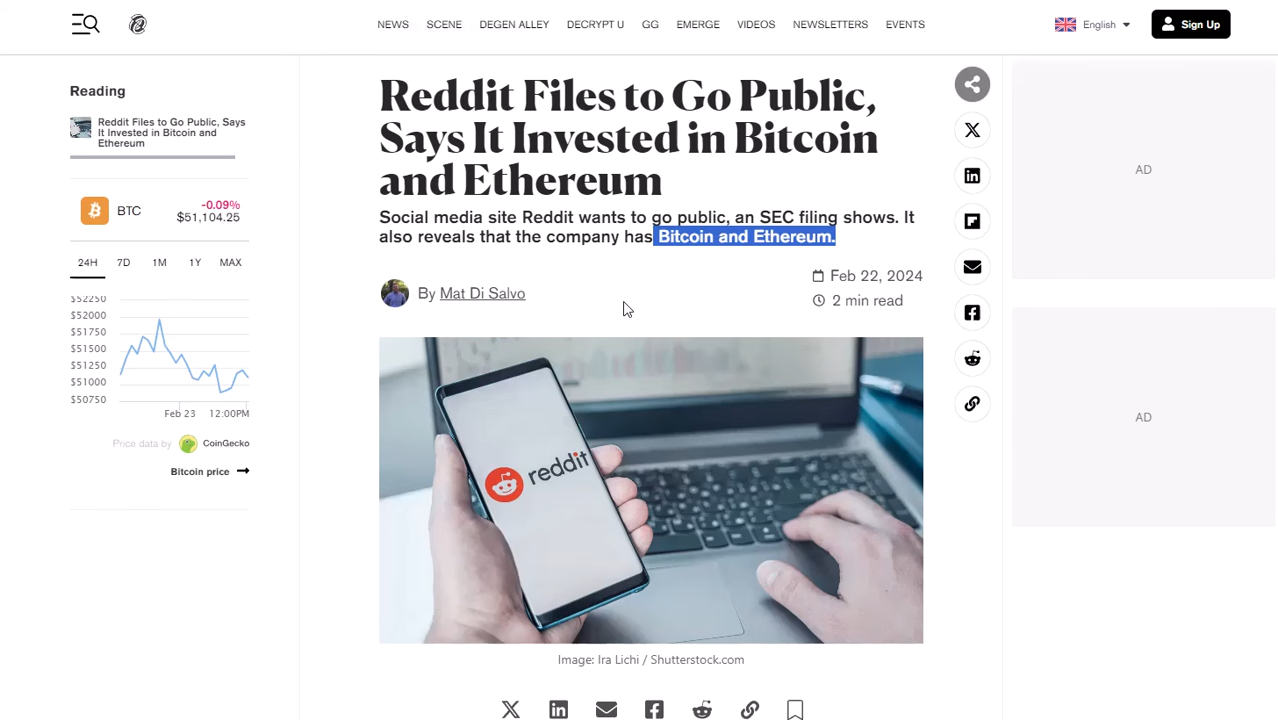 NEWS SCENE DEGEN ALLEY DECRYPT U GG EMERGE VIDEOS NEWSLETTERS EVENTS English Sign Up
Reading
Reddit Files to Go Public, Says
It Invested in Bitcoin and
Ethereum
BTC
-0.09%
$51,104.25
24H 7D 1M 1Y MAX
$52250
$52000
$51750
$51500
$51250
$51000
$50750
Feb 23 12:00PM
Price data by CoinGecko
Bitcoin price
Reddit Files to Go Public,
Says It Invested in Bitcoin
and Ethereum
Social media site Reddit wants to go public, an SEC filing shows. It
also reveals that the company has Bitcoin and Ethereum.
By Mat Di Salvo
Feb 22, 2024
2 min read
reddit
Image: Ira Lichi / Shutterstock.com
AD
AD